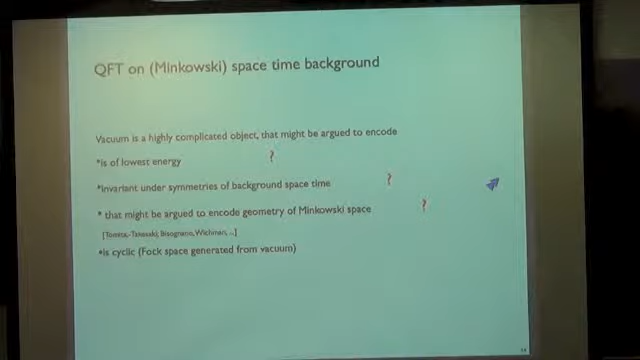 QFT on (Minkowski) space time background
Vacuum is a highly complicated object, that might be argued to encode
*is of lowest energy ?
*invariant under symmetries of background space time ?
* that might be argued to encode geometry of Minkowski space ?
[Tomita,-Takesaki; Bisognano, Wichman, ...]
*is cyclic (Fock space generated from vacuum)